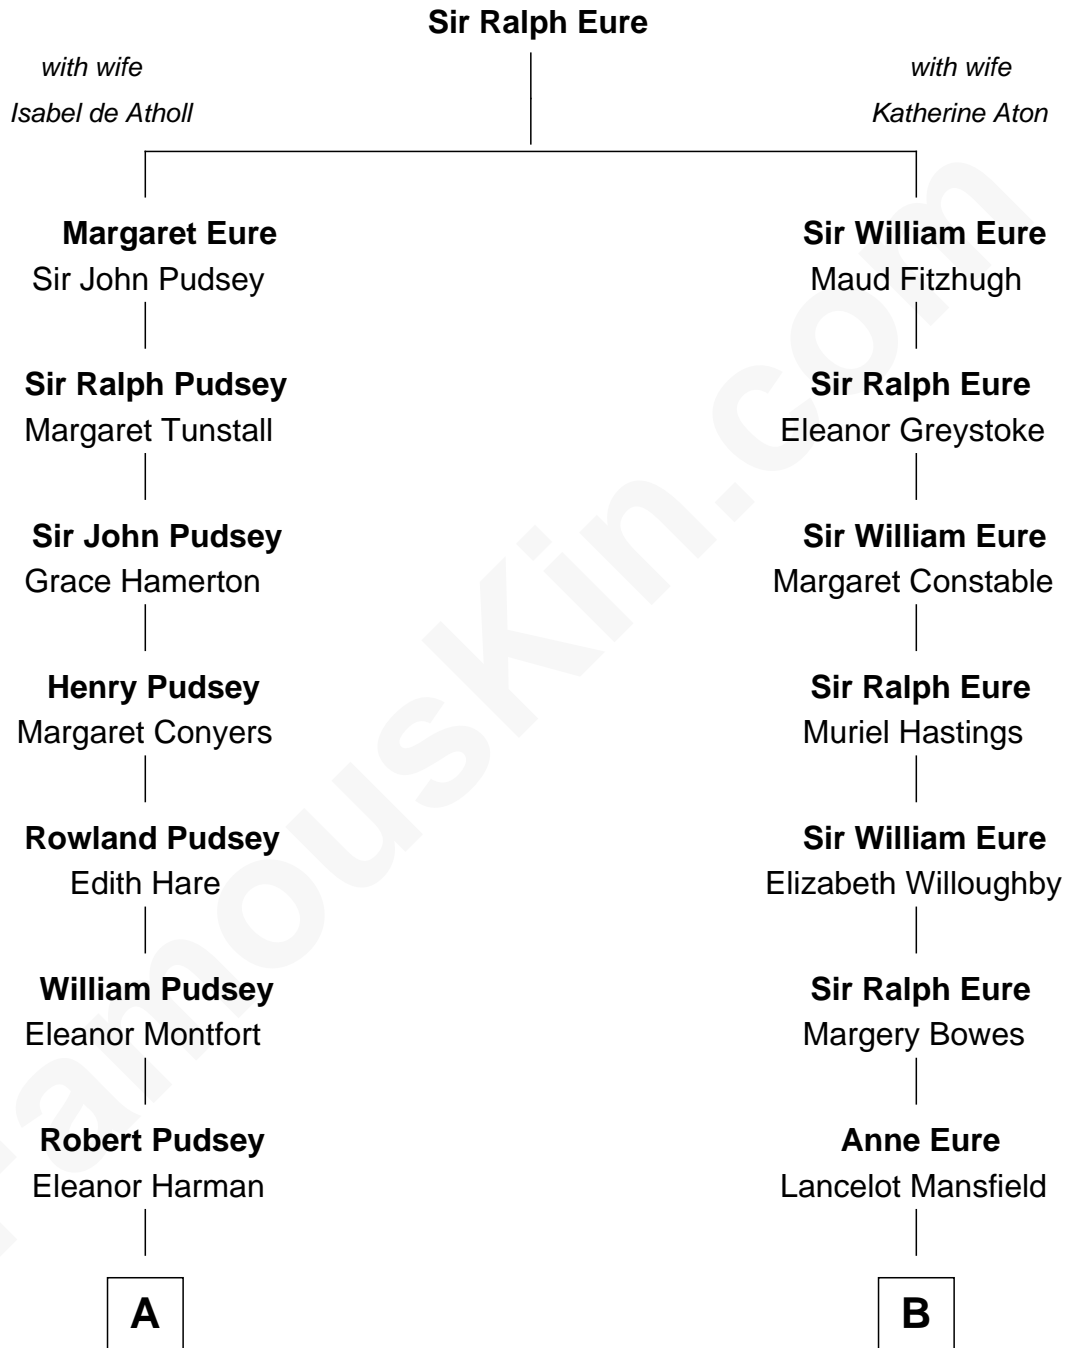 Sir Ralph Eure
with wife
Isabel de Atholl
with wife
Katherine Aton
Margaret Eure
Sir John Pudsey
Sir William Eure
Maud Fitzhugh
Sir Ralph Pudsey
Margaret Tunstall
Sir Ralph Eure
Eleanor Greystoke
Sir John Pudsey
Grace Hamerton
Sir William Eure
Margaret Constable
Henry Pudsey
Margaret Conyers
Sir Ralph Eure
Muriel Hastings
Rowland Pudsey
Edith Hare
Sir William Eure
Elizabeth Willoughby
William Pudsey
Eleanor Montfort
Sir Ralph Eure
Margery Bowes
Robert Pudsey
Eleanor Harman
Anne Eure
Lancelot Mansfield
A
B
FamousKin.com